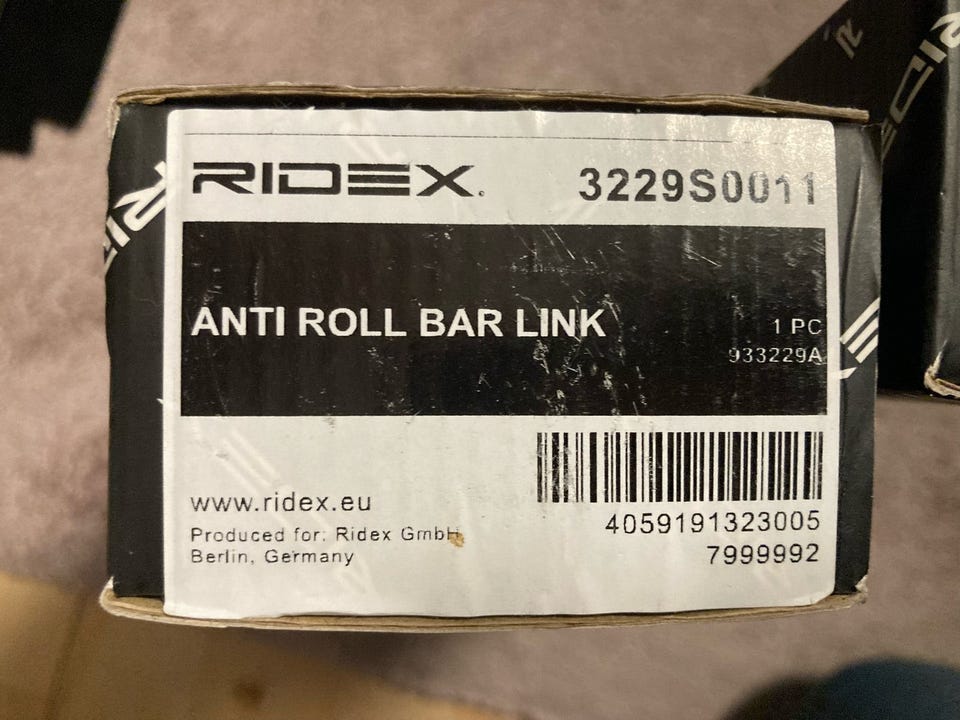 RIDEX 3229S0011
ANTI ROLL BAR LINK
1 PC
933229A
www.ridex.eu
Produced for: Ridex GmbH
Berlin, Germany
4059191323005
7999992